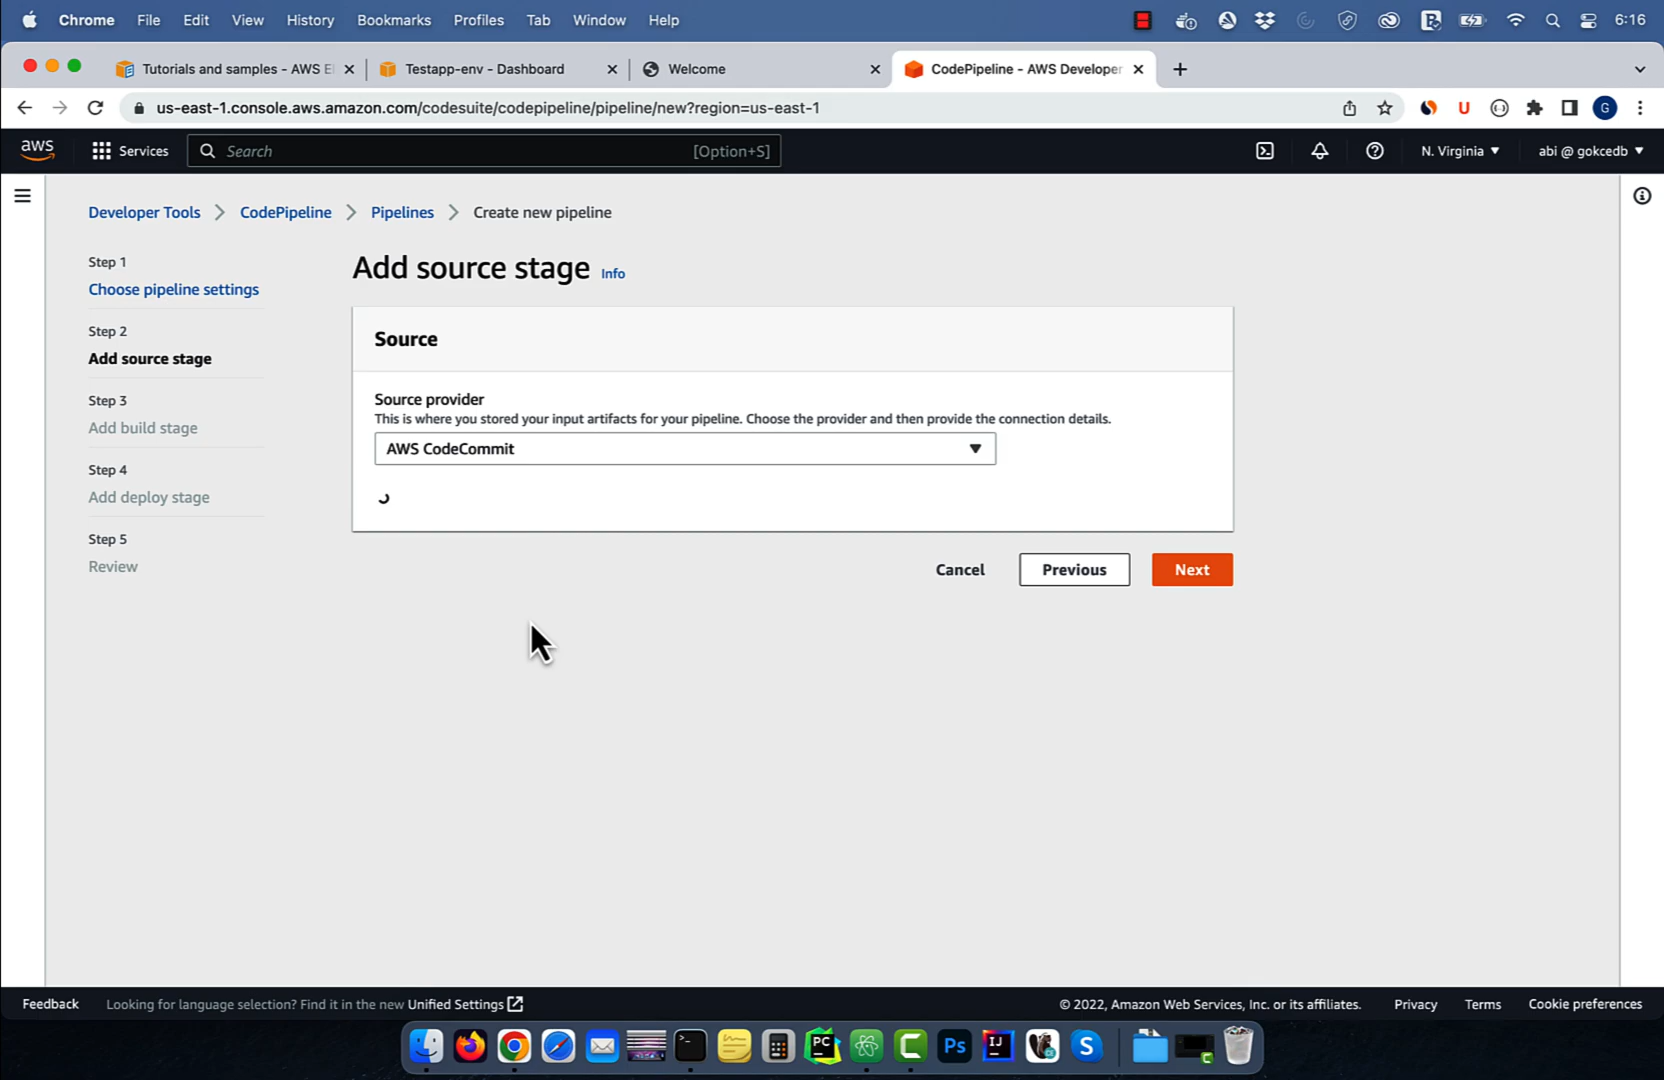 Chrome File Edit View History Bookmarks Profiles Tab Window Help 6:16
Tutorials and samples - AWS El Testapp-env - Dashboard Welcome CodePipeline - AWS Developer
us-east-1.console.aws.amazon.com/codesuite/codepipeline/pipeline/new?region=us-east-1 U G
aws Services Search [Option+S] N. Virginia abi @ gokcedb
Developer Tools CodePipeline Pipelines Create new pipeline
Step 1
Choose pipeline settings
Step 2
Add source stage
Step 3
Add build stage
Step 4
Add deploy stage
Step 5
Review
Add source stage Info
Source
Source provider
This is where you stored your input artifacts for your pipeline. Choose the provider and then provide the connection details.
AWS CodeCommit
Cancel Previous Next
Feedback Looking for language selection? Find it in the new Unified Settings © 2022, Amazon Web Services, Inc. or its affiliates. Privacy Terms Cookie preferences
PC C Ps IJ S